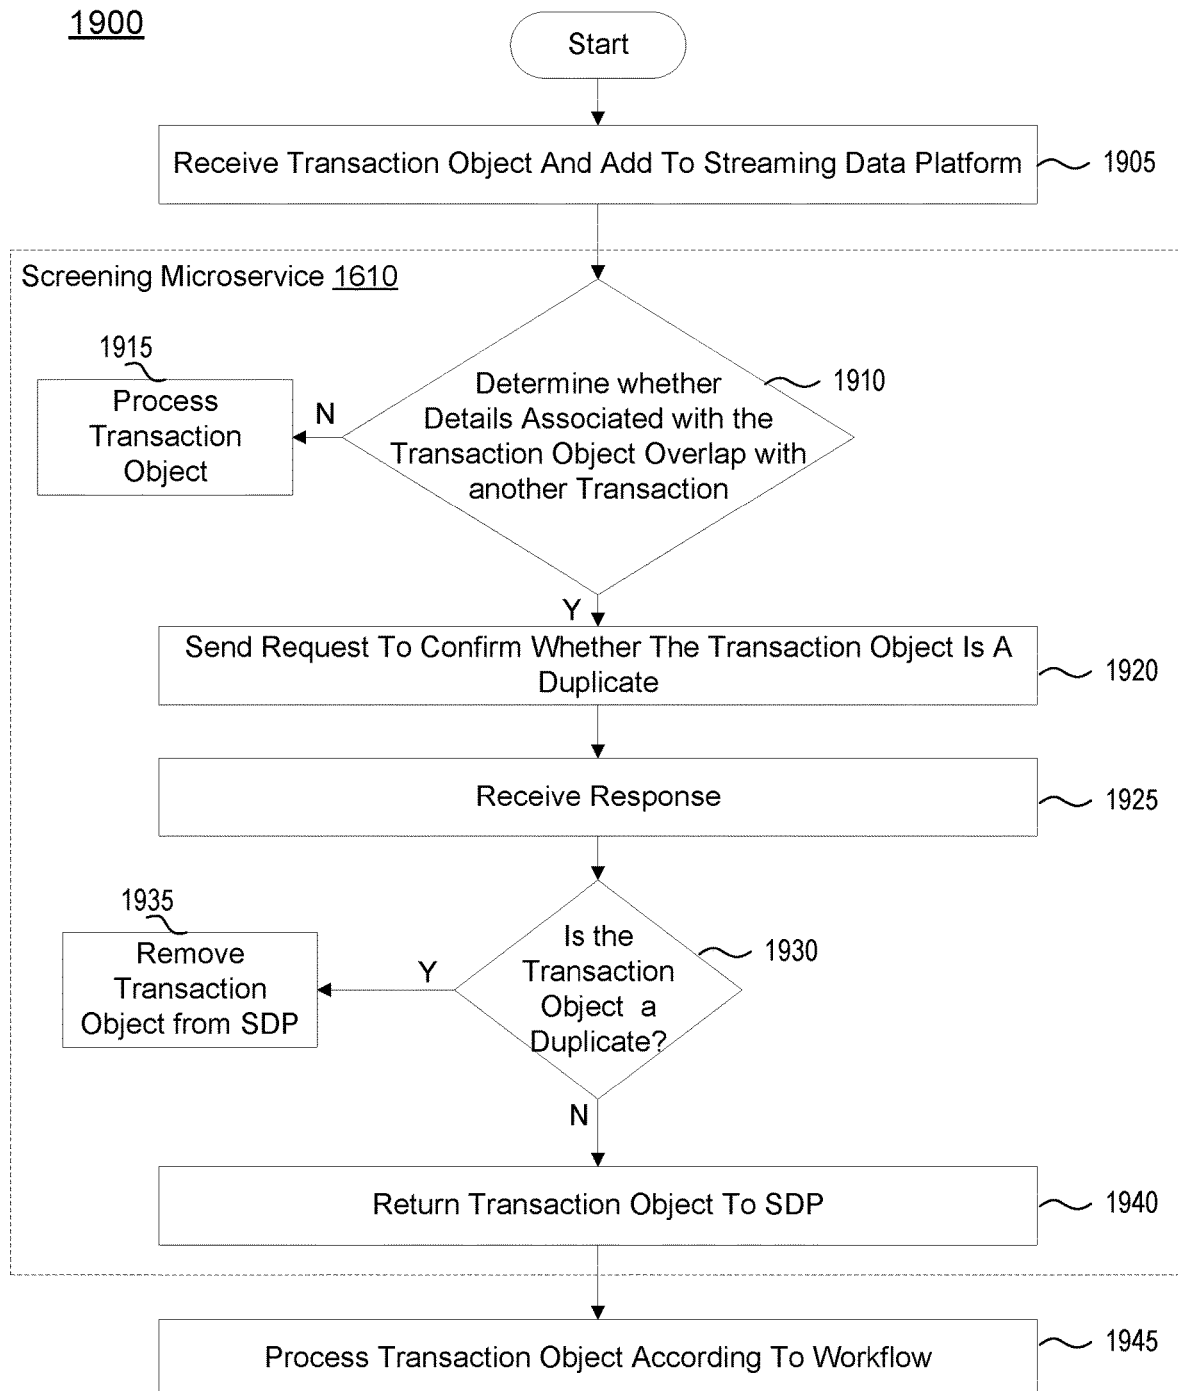 1900
Start
Receive Transaction Object And Add To Streaming Data Platform
1905
Screening Microservice 1610
1915
Process
Transaction
Object
N
Determine whether
Details Associated with the
Transaction Object Overlap with
another Transaction
1910
Y
Send Request To Confirm Whether The Transaction Object Is A
Duplicate
1920
Receive Response
1925
1935
Remove
Transaction
Object from SDP
Y
Is the
Transaction
Object a
Duplicate?
1930
N
Return Transaction Object To SDP
1940
Process Transaction Object According To Workflow
1945